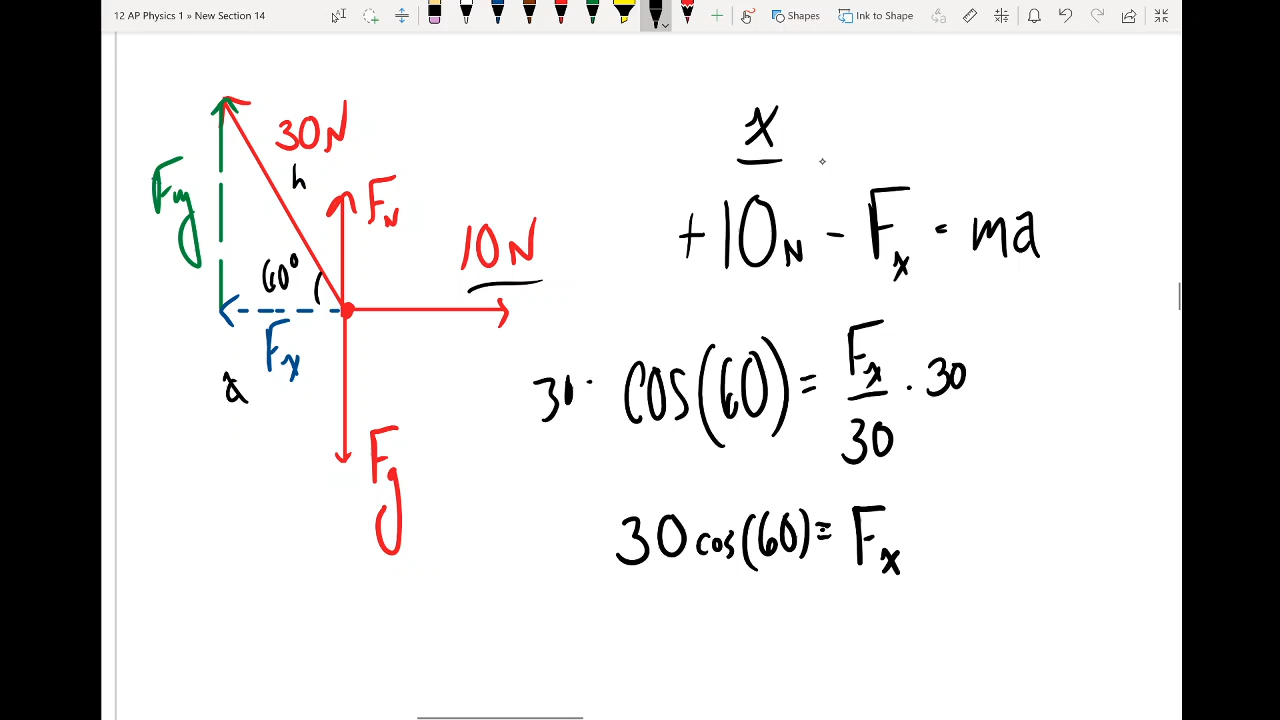 12 AP Physics 1 » New Section 14
Shapes
Ink to Shape
30N
h
Fy
FN
10N
60°
Fx
a
Fg
x
+10N - Fx = ma
30· cos(60) = Fx/30 · 30
30cos(60) = Fx